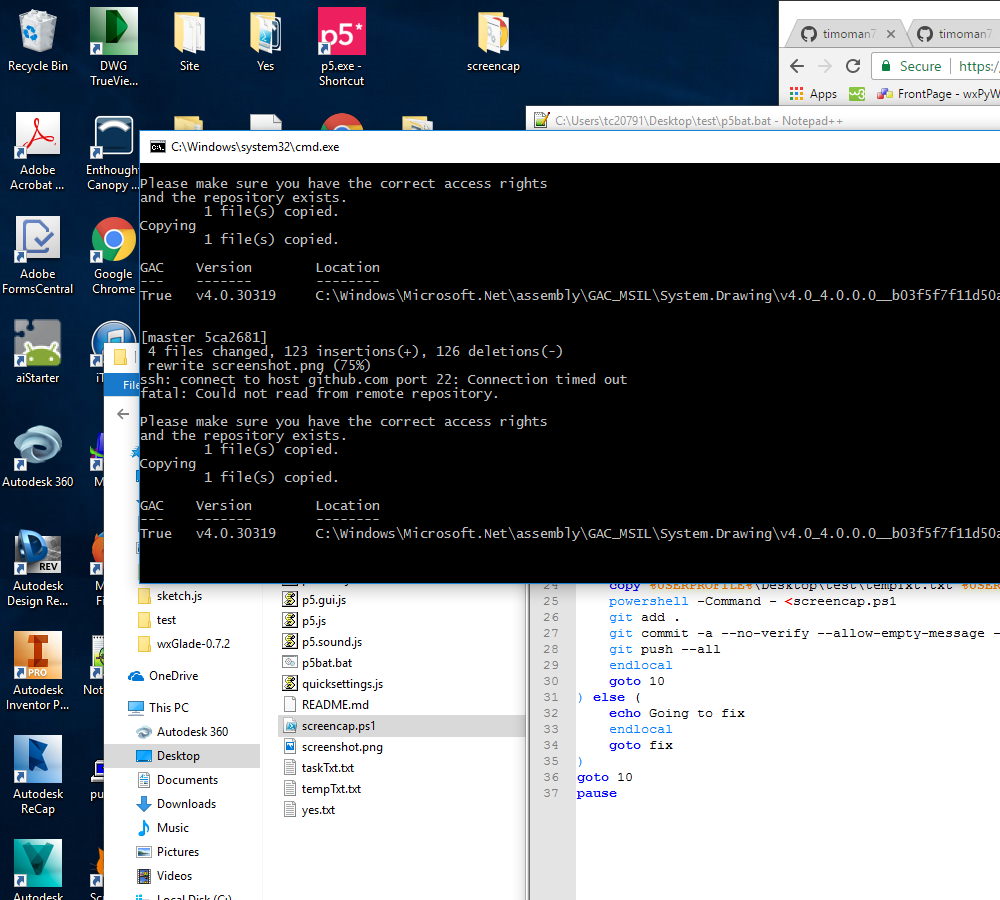 Recycle Bin
DWG
TrueView...
Site
Yes
p5*
p5.exe -
Shortcut
screencap
timoman7
timoman7
Secure
https:/
Apps
w3
FrontPage - wxPyW
C:\Users\tc20791\Desktop\test\p5bat.bat - Notepad++
Adobe
Acrobat ...
Enthought
Canopy ...
Adobe
FormsCentral
Google
Chrome
aiStarter
Autodesk 360
REV
Autodesk
Design Re...
PRO
Autodesk
Inventor P...
Autodesk
ReCap
Autodesk
C:\Windows\system32\cmd.exe
Please make sure you have the correct access rights
and the repository exists.
1 file(s) copied.
Copying
1 file(s) copied.
GAC Version Location
--- ------- --------
True v4.0.30319 C:\Windows\Microsoft.Net\assembly\GAC_MSIL\System.Drawing\v4.0_4.0.0.0__b03f5f7f11d50a
[master 5ca2681]
4 files changed, 123 insertions(+), 126 deletions(-)
rewrite screenshot.png (75%)
ssh: connect to host github.com port 22: Connection timed out
fatal: Could not read from remote repository.
Please make sure you have the correct access rights
and the repository exists.
1 file(s) copied.
Copying
1 file(s) copied.
GAC Version Location
--- ------- --------
True v4.0.30319 C:\Windows\Microsoft.Net\assembly\GAC_MSIL\System.Drawing\v4.0_4.0.0.0__b03f5f7f11d50a
File
sketch.js
test
wxGlade-0.7.2
OneDrive
This PC
Autodesk 360
Desktop
Documents
Downloads
Music
Pictures
Videos
Local Disk (C:)
p5.gui.js
p5.js
p5.sound.js
p5bat.bat
quicksettings.js
README.md
screencap.ps1
screenshot.png
taskTxt.txt
tempTxt.txt
yes.txt
24 copy %USERPROFILE%\Desktop\test\tempTxt.txt %USER
25 powershell -Command - <screencap.ps1
26 git add .
27 git commit -a --no-verify --allow-empty-message -
28 git push --all
29 endlocal
30 goto 10
31 ) else (
32 echo Going to fix
33 endlocal
34 goto fix
35 )
36 goto 10
37 pause